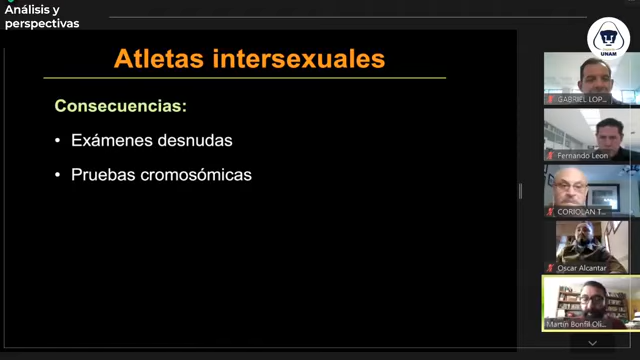 Análisis y
perspectivas
UNAM
Atletas intersexuales
Consecuencias:
• Exámenes desnudas
• Pruebas cromosómicas
GABRIEL LOP...
Fernando Leon
CORIOLAN T...
Oscar Alcantar
Martín Bonfil Oli...